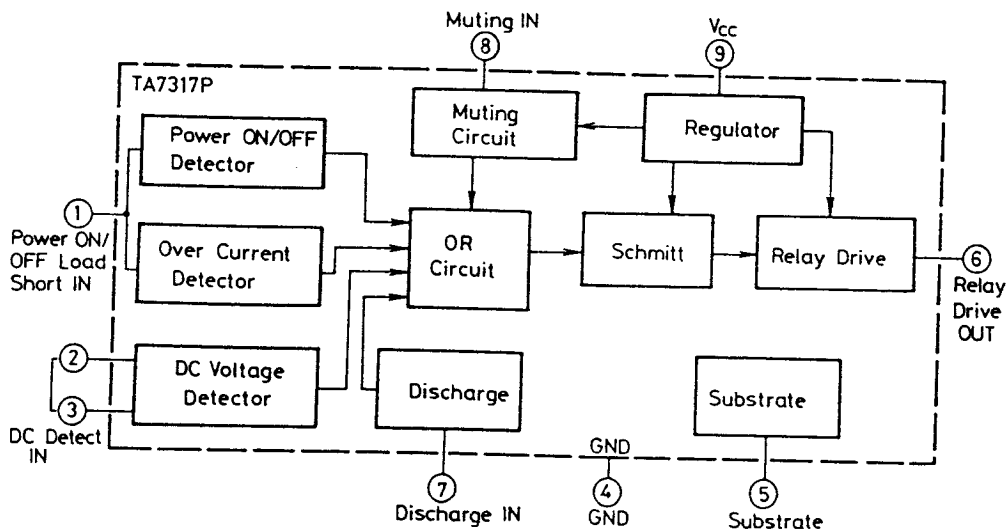 Muting IN
Vcc
8
9
TA7317P
Power ON/OFF
Detector
Muting
Circuit
Regulator
1
Power ON/
OFF Load
Short IN
Over Current
Detector
OR
Circuit
Schmitt
Relay Drive
6
Relay
Drive
OUT
2
3
DC Detect
IN
DC Voltage
Detector
Discharge
Substrate
GND
7
Discharge IN
4
GND
5
Substrate